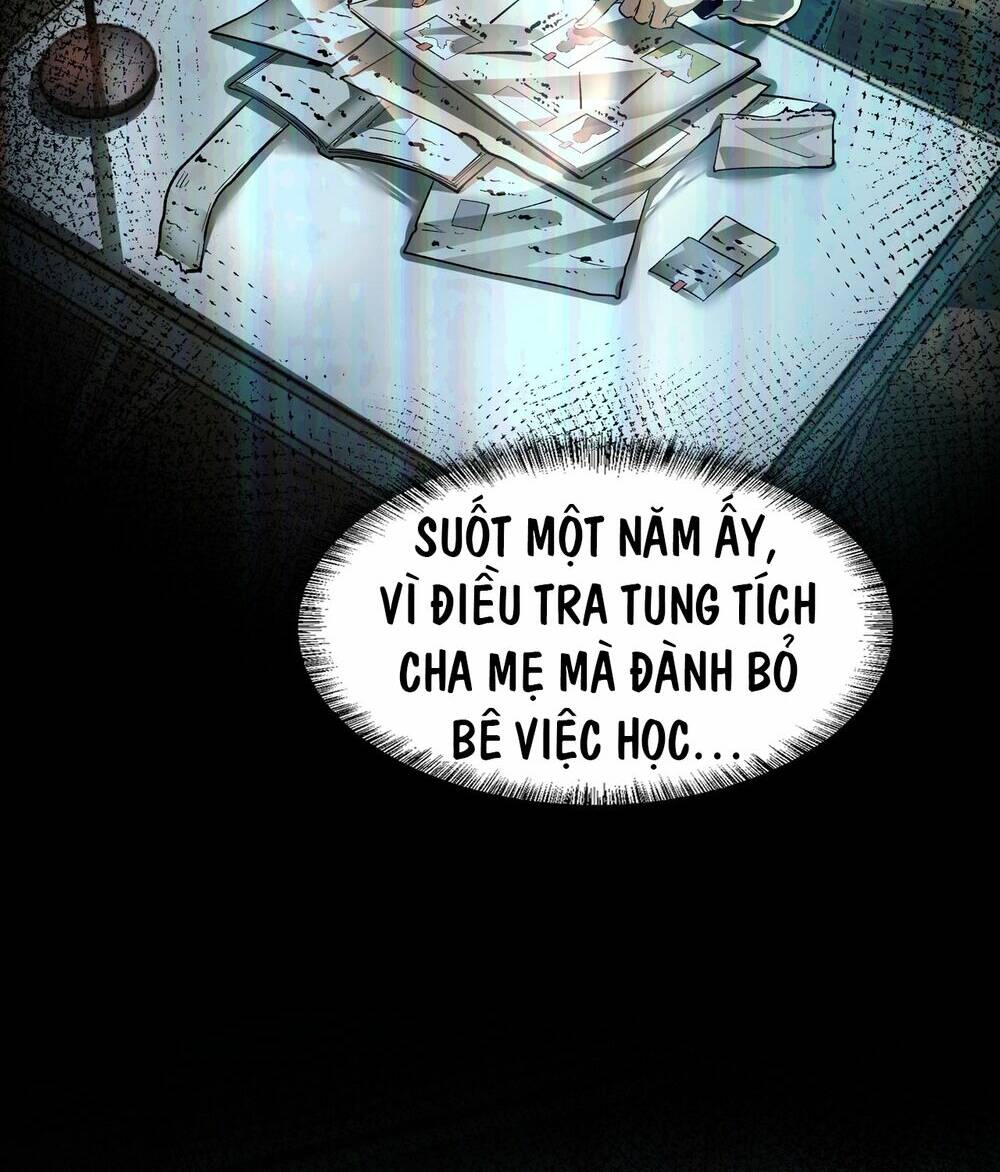 SUỐT MỘT NĂM ẤY,
VÌ ĐIỀU TRA TUNG TÍCH
CHA MẸ MÀ ĐÀNH BỎ
BÊ VIỆC HỌC...